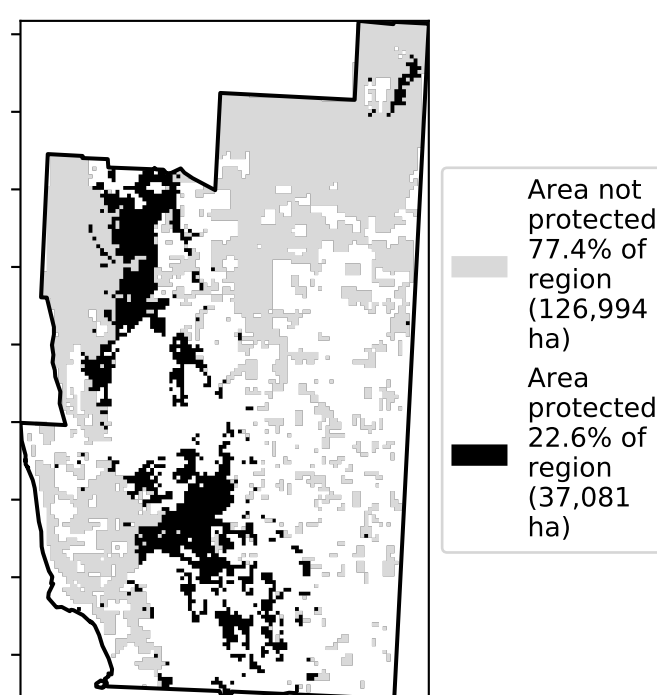 Area not
protected
77.4% of
region
(126,994
ha)
Area
protected
22.6% of
region
(37,081
ha)